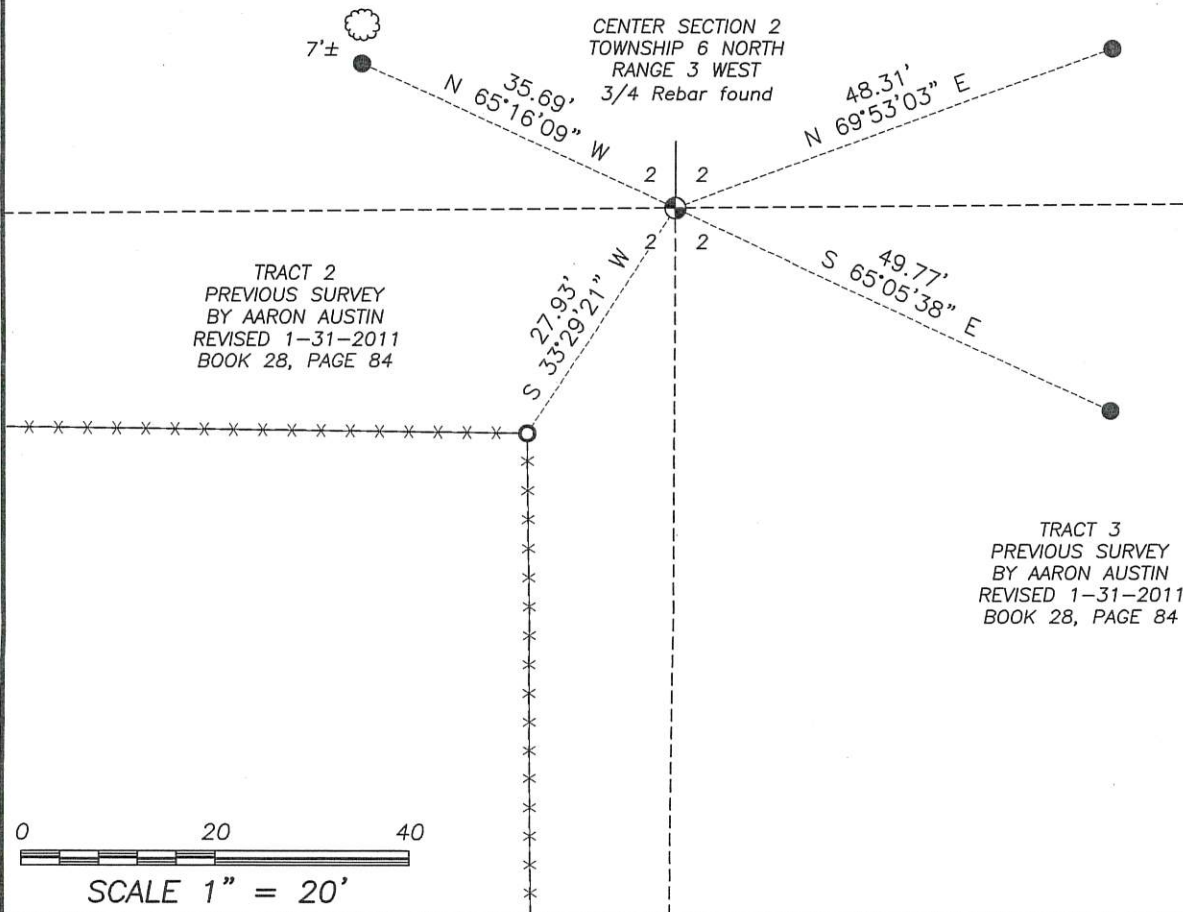 CENTER SECTION 2
TOWNSHIP 6 NORTH
RANGE 3 WEST
3/4 Rebar found
7'±
35.69'
N 65°16'09" W
48.31'
N 69°53'03" E
2 2
2 2
27.93'
S 33°29'21" W
49.77'
S 65°05'38" E
TRACT 2
PREVIOUS SURVEY
BY AARON AUSTIN
REVISED 1-31-2011
BOOK 28, PAGE 84
TRACT 3
PREVIOUS SURVEY
BY AARON AUSTIN
REVISED 1-31-2011
BOOK 28, PAGE 84
0 20 40
SCALE 1" = 20'